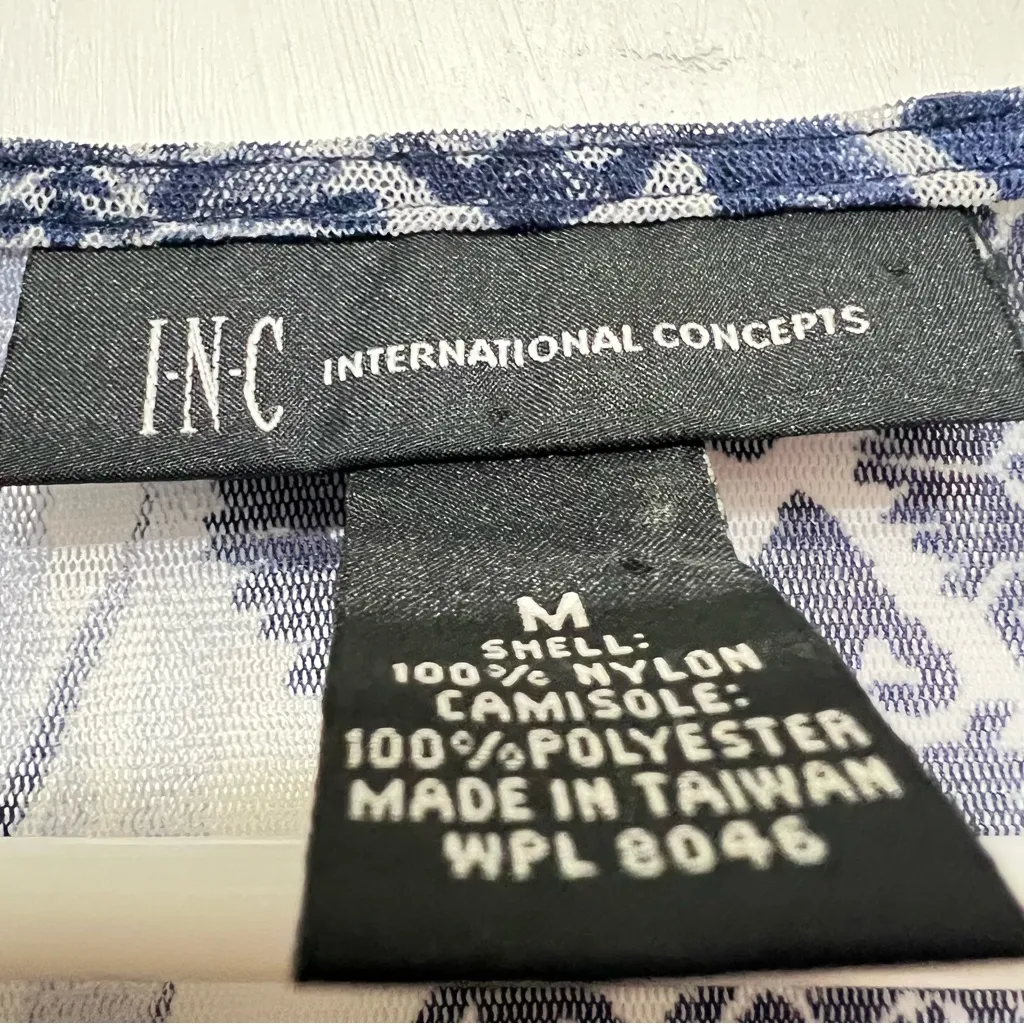 I-N-C INTERNATIONAL CONCEPTS
M
SHELL:
100% NYLON
CAMISOLE:
100% POLYESTER
MADE IN TAIWAN
WPL 8046